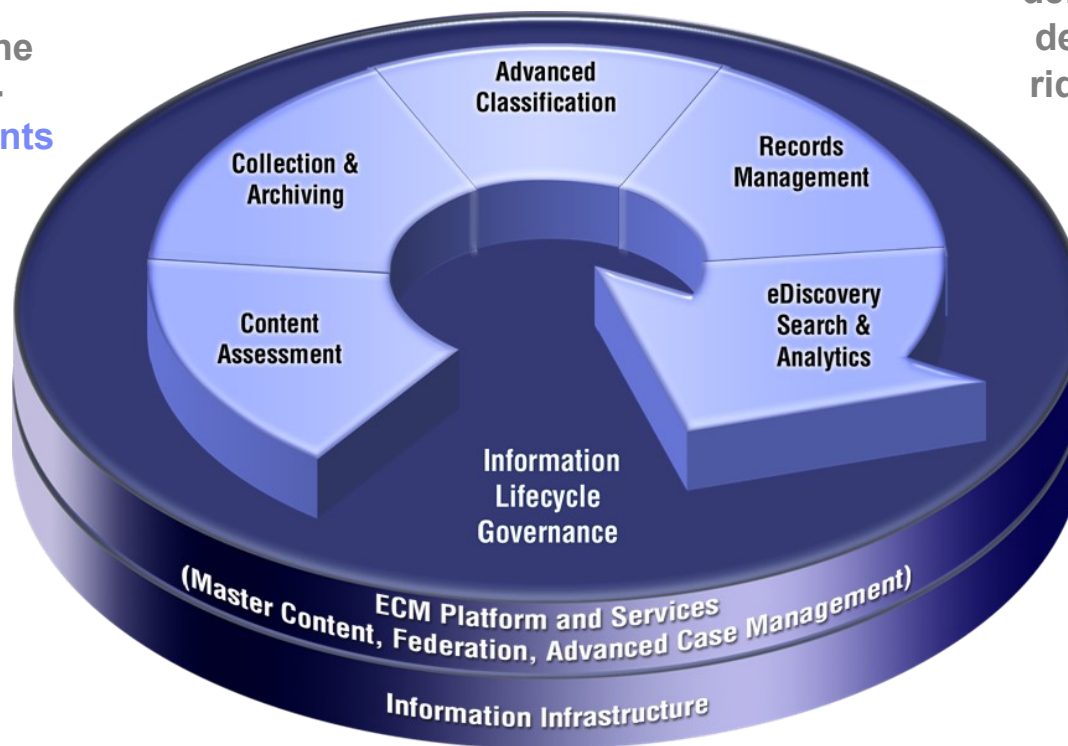 Advanced
Classification
Collection &
Archiving
Records
Management
Content
Assessment
eDiscovery
Search &
Analytics
Information
Lifecycle
Governance
ECM Platform and Services
(Master Content, Federation, Advanced Case Management)
Information Infrastructure